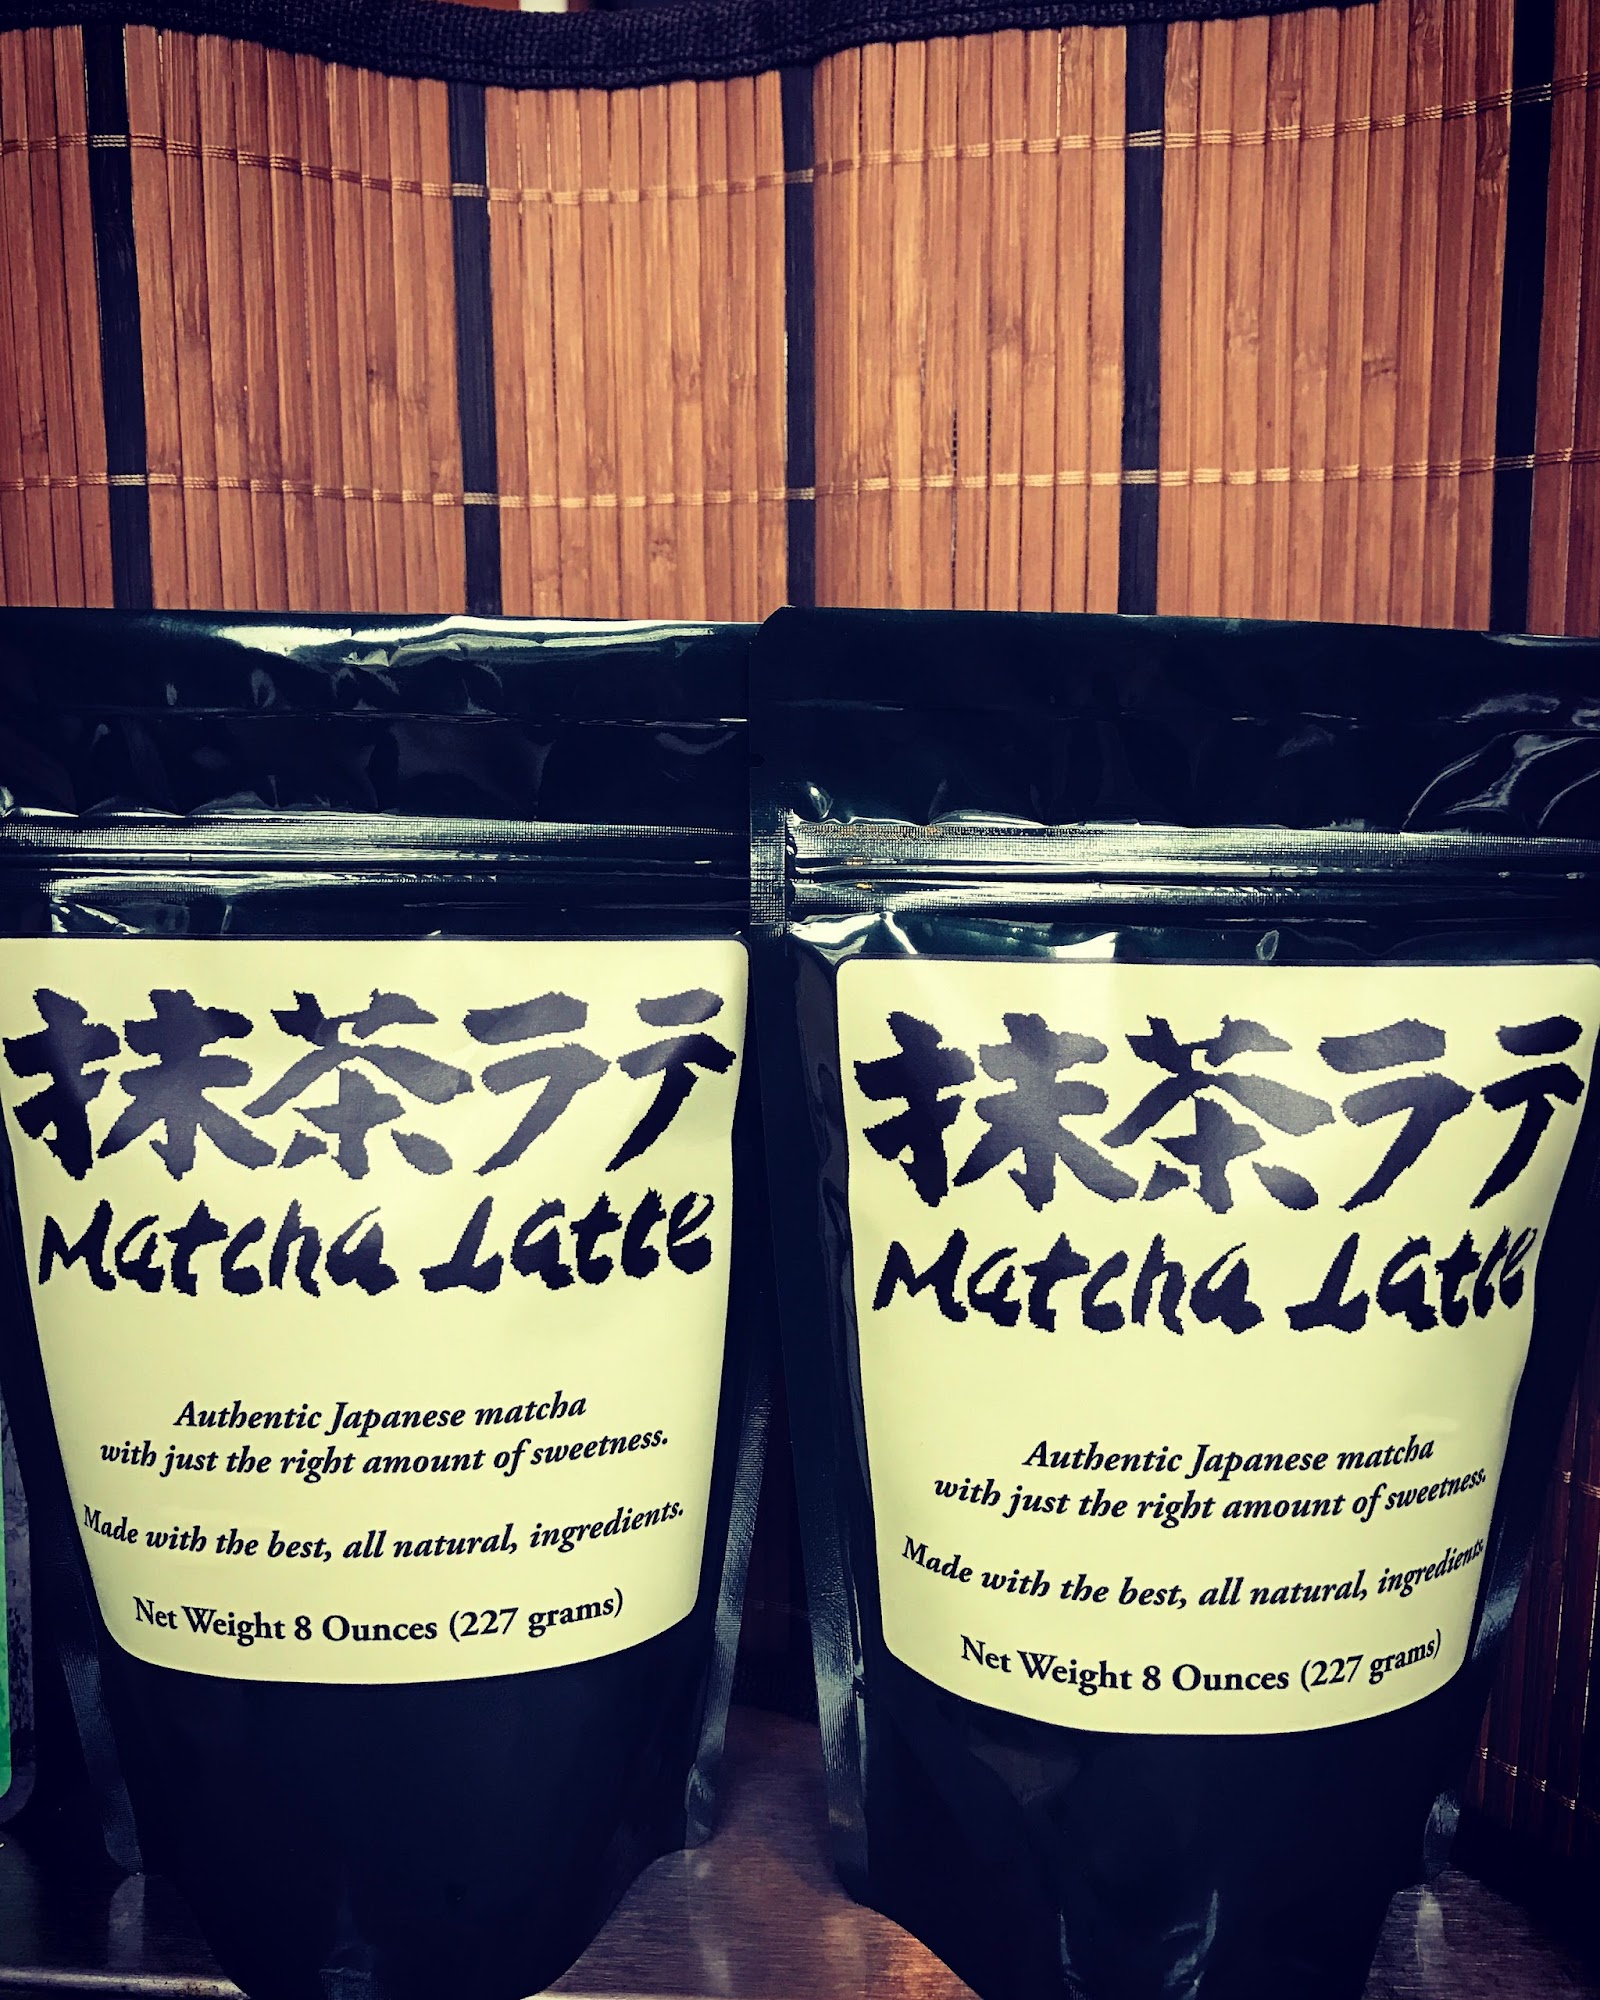 抹茶ラテ
Matcha Latte
Authentic Japanese matcha
with just the right amount of sweetness.
Made with the best, all natural, ingredients.
Net Weight 8 Ounces (227 grams)
抹茶ラテ
Matcha Latte
Authentic Japanese matcha
with just the right amount of sweetness.
Made with the best, all natural, ingredients.
Net Weight 8 Ounces (227 grams)